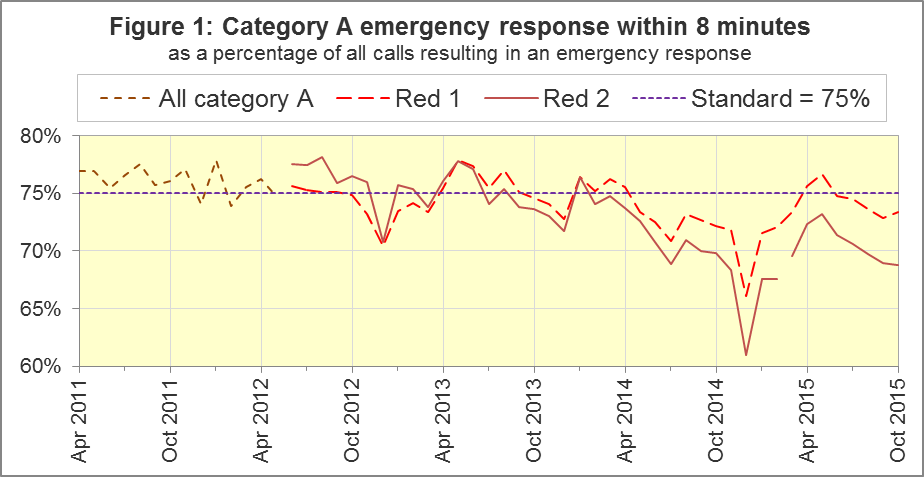 Figure 1: Category A emergency response within 8 minutes
as a percentage of all calls resulting in an emergency response
All category A
Red 1
Red 2
Standard = 75%
80%
75%
70%
65%
60%
Apr 2011
Oct 2011
Apr 2012
Oct 2012
Apr 2013
Oct 2013
Apr 2014
Oct 2014
Apr 2015
Oct 2015